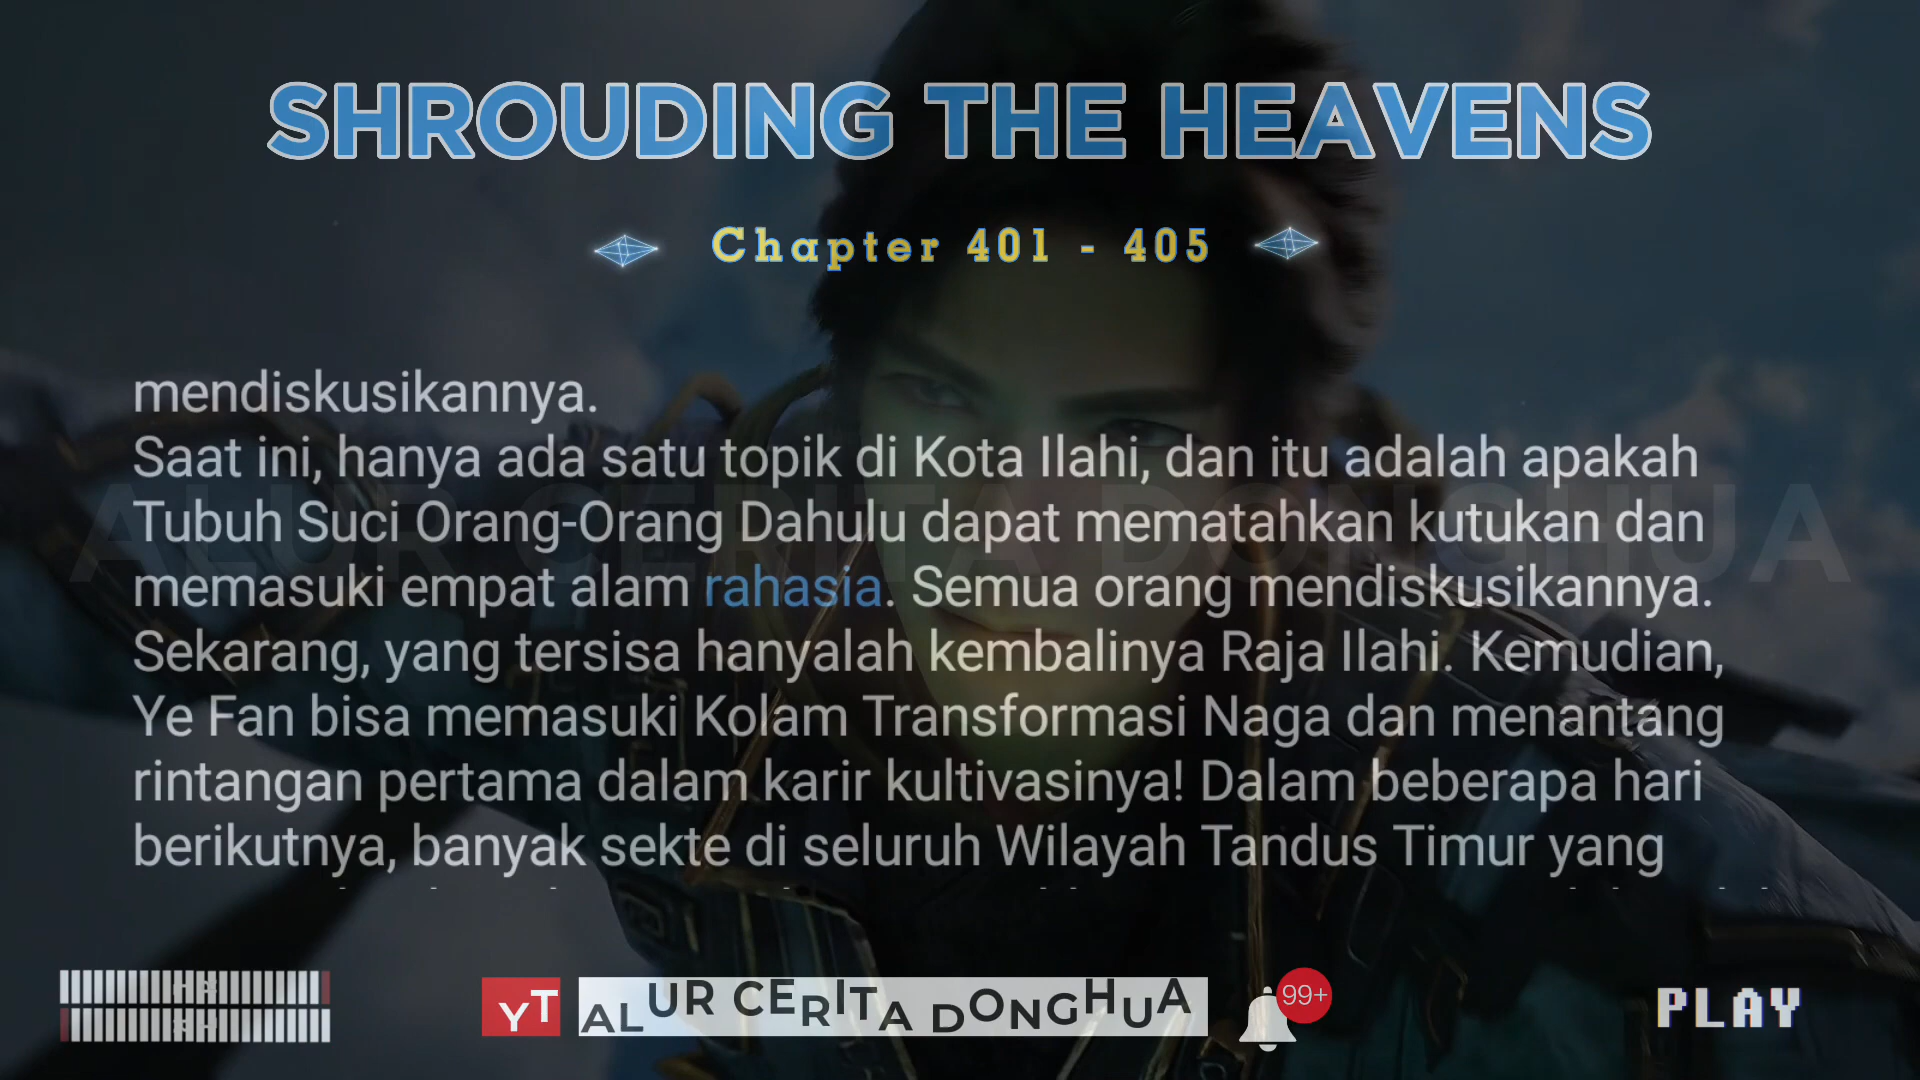 SHROUDING THE HEAVENS
Chapter 401 - 405
mendiskusikannya.
Saat ini, hanya ada satu topik di Kota Ilahi, dan itu adalah apakah
Tubuh Suci Orang-Orang Dahulu dapat mematahkan kutukan dan
memasuki empat alam rahasia. Semua orang mendiskusikannya.
Sekarang, yang tersisa hanyalah kembalinya Raja Ilahi. Kemudian,
Ye Fan bisa memasuki Kolam Transformasi Naga dan menantang
rintangan pertama dalam karir kultivasinya! Dalam beberapa hari
berikutnya, banyak sekte di seluruh Wilayah Tandus Timur yang
ALUR CERITA DONGHUA
YT ALUR CERITA DONGHUA
99+
PLAY